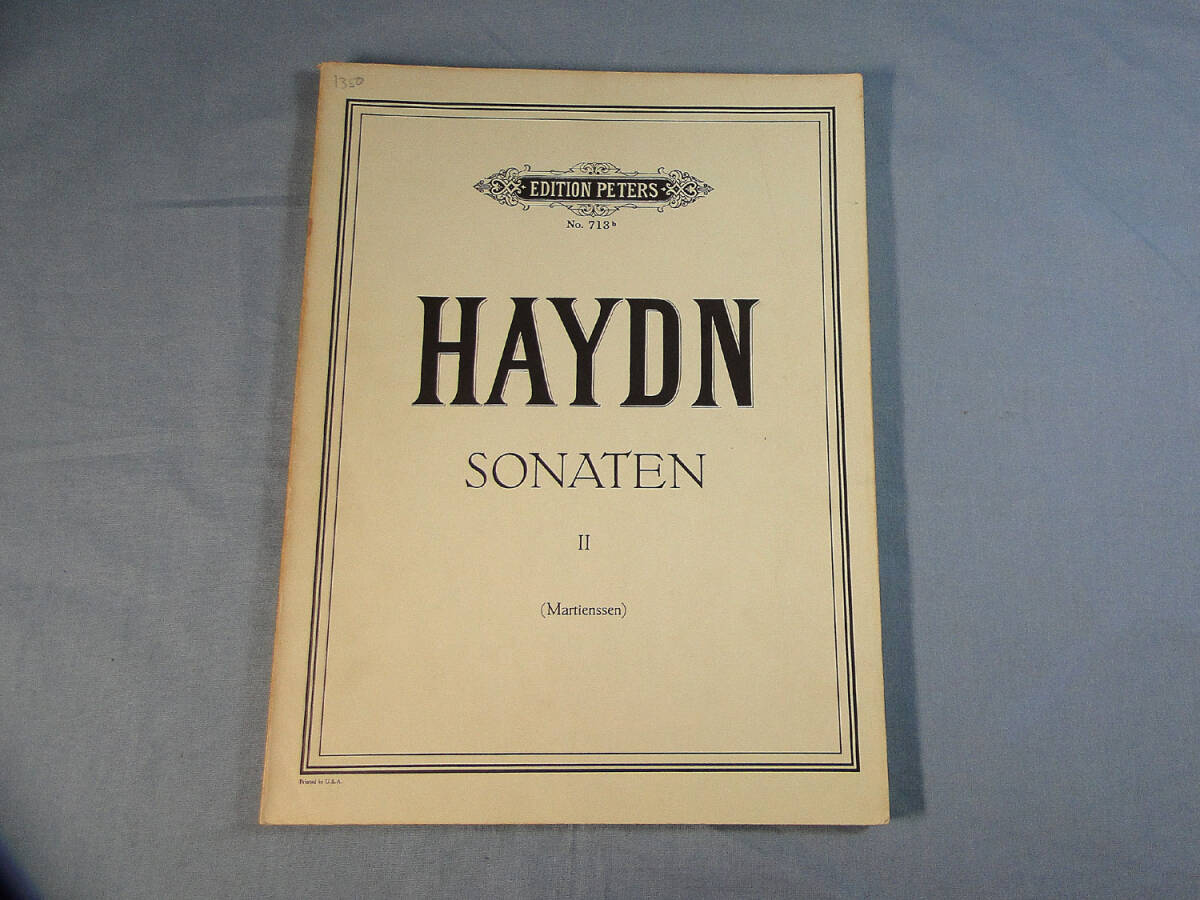 1350
EDITION PETERS
No. 713ᵇ
HAYDN
SONATEN
II
(Martienssen)
Printed in U.S.A.